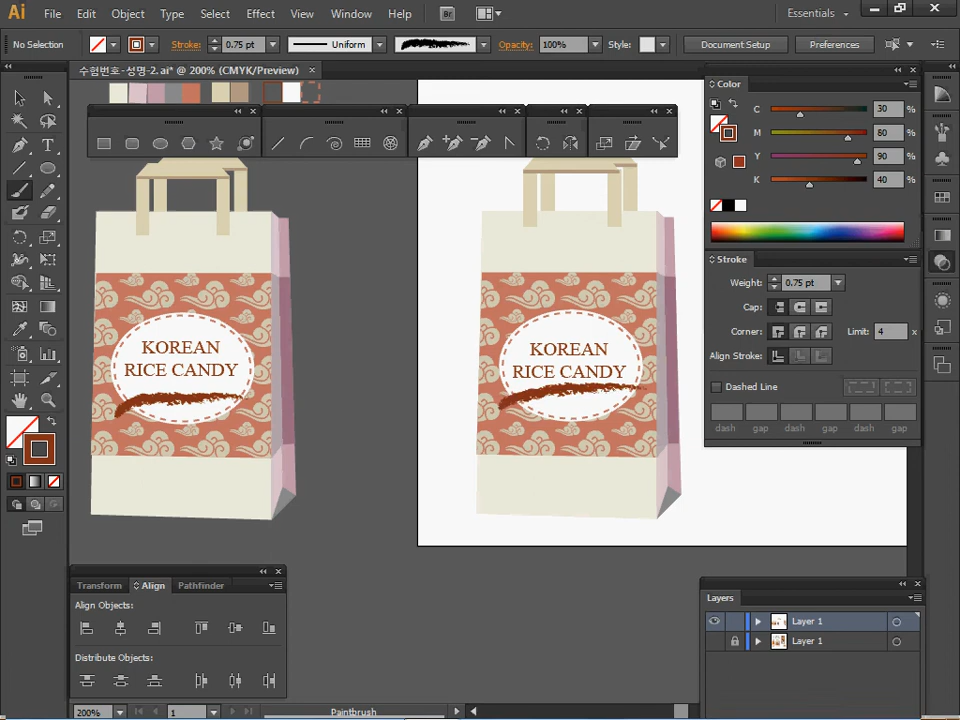 Ai File Edit Object Type Select Effect View Window Help Br Essentials
No Selection Stroke: 0.75 pt Uniform Opacity: 100% Style: Document Setup Preferences
수험번호-성명-2.ai* @ 200% (CMYK/Preview)
Color
C 30 %
M 80 %
Y 90 %
K 40 %
Stroke
Weight: 0.75 pt
Cap:
Corner: Limit: 4 x
Align Stroke:
Dashed Line
dash gap dash gap dash gap
KOREAN
RICE CANDY
KOREAN
RICE CANDY
Transform Align Pathfinder
Align Objects:
Distribute Objects:
Layers
Layer 1
Layer 1
200% 1 Paintbrush